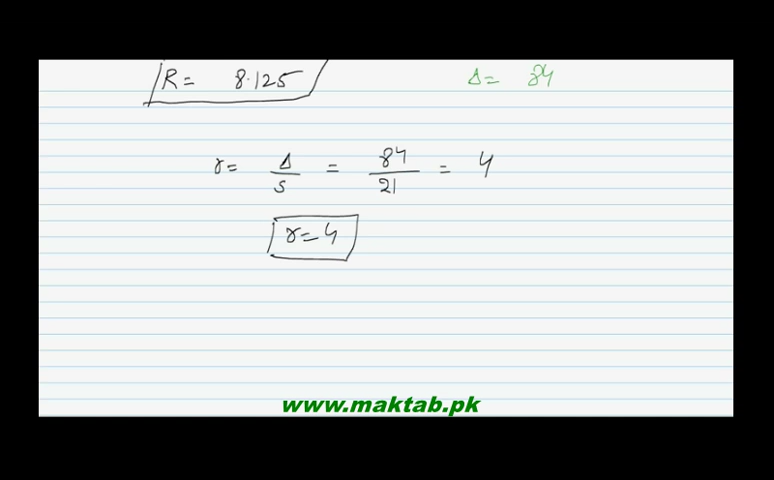 R = 8.125 Δ = 84
r = Δ/s = 84/21 = 4
r = 4
www.maktab.pk